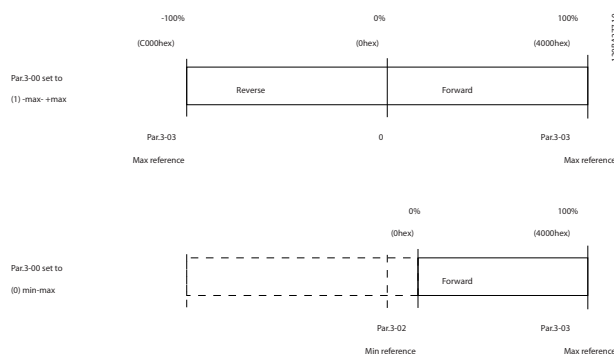 -100% 0% 100%
(C000hex) (0hex) (4000hex)
Par.3-00 set to
(1) -max- +max
Reverse Forward
Par.3-03 0 Par.3-03
Max reference Max reference
0% 100%
(0hex) (4000hex)
Par.3-00 set to
(0) min-max
Forward
Par.3-02 Par.3-03
Min reference Max reference